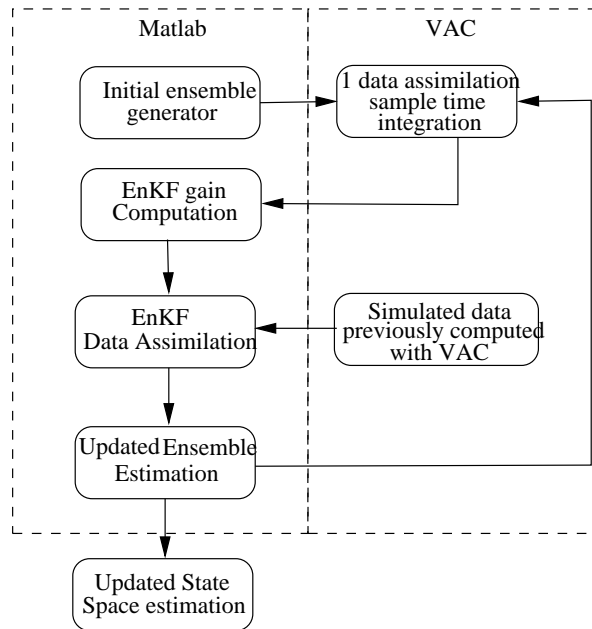 Matlab
VAC
Initial ensemble
generator
1 data assimilation
sample time
integration
EnKF gain
Computation
EnKF
Data Assimilation
Simulated data
previously computed
with VAC
Updated Ensemble
Estimation
Updated State
Space estimation